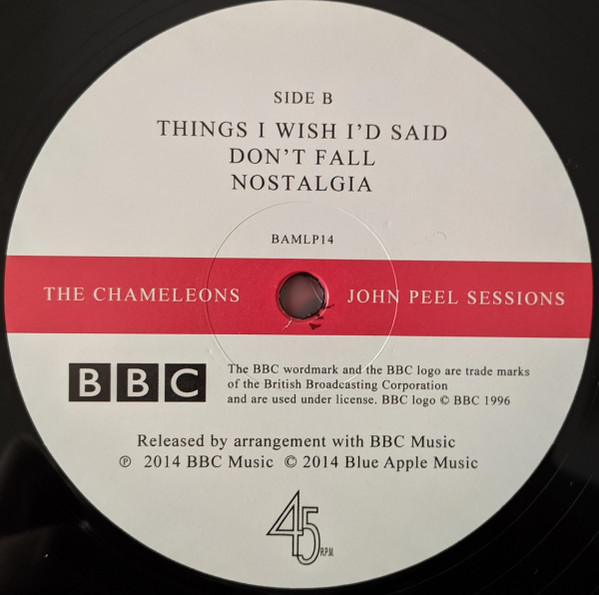 SIDE B
THINGS I WISH I'D SAID
DON'T FALL
NOSTALGIA
BAMLP14
THE CHAMELEONS JOHN PEEL SESSIONS
BBC
The BBC wordmark and the BBC logo are trade marks
of the British Broadcasting Corporation
and are used under license. BBC logo © BBC 1996
Released by arrangement with BBC Music
℗ 2014 BBC Music © 2014 Blue Apple Music
45 R.P.M.